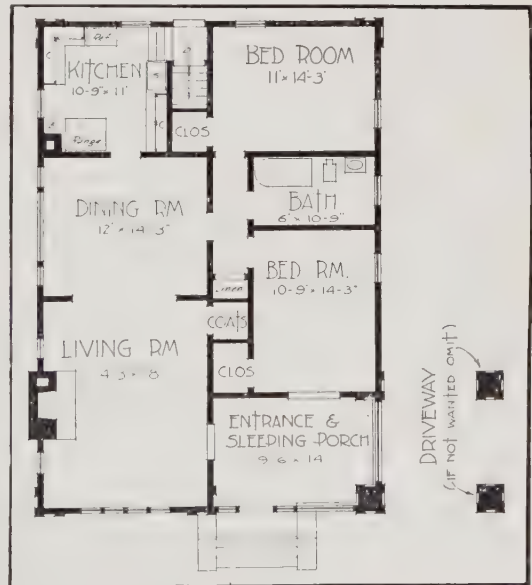 KITCHEN
10-9" x 11'
Range
CLOS
BED ROOM
11' x 14'-3"
DINING RM
12' x 14'-3"
BATH
6' x 10-9"
Linen
BED RM.
10-9" x 14-3"
COATS
CLOS
LIVING RM
ENTRANCE &
SLEEPING PORCH
9-6 x 14
DRIVEWAY
(IF NOT WANTED OMIT)